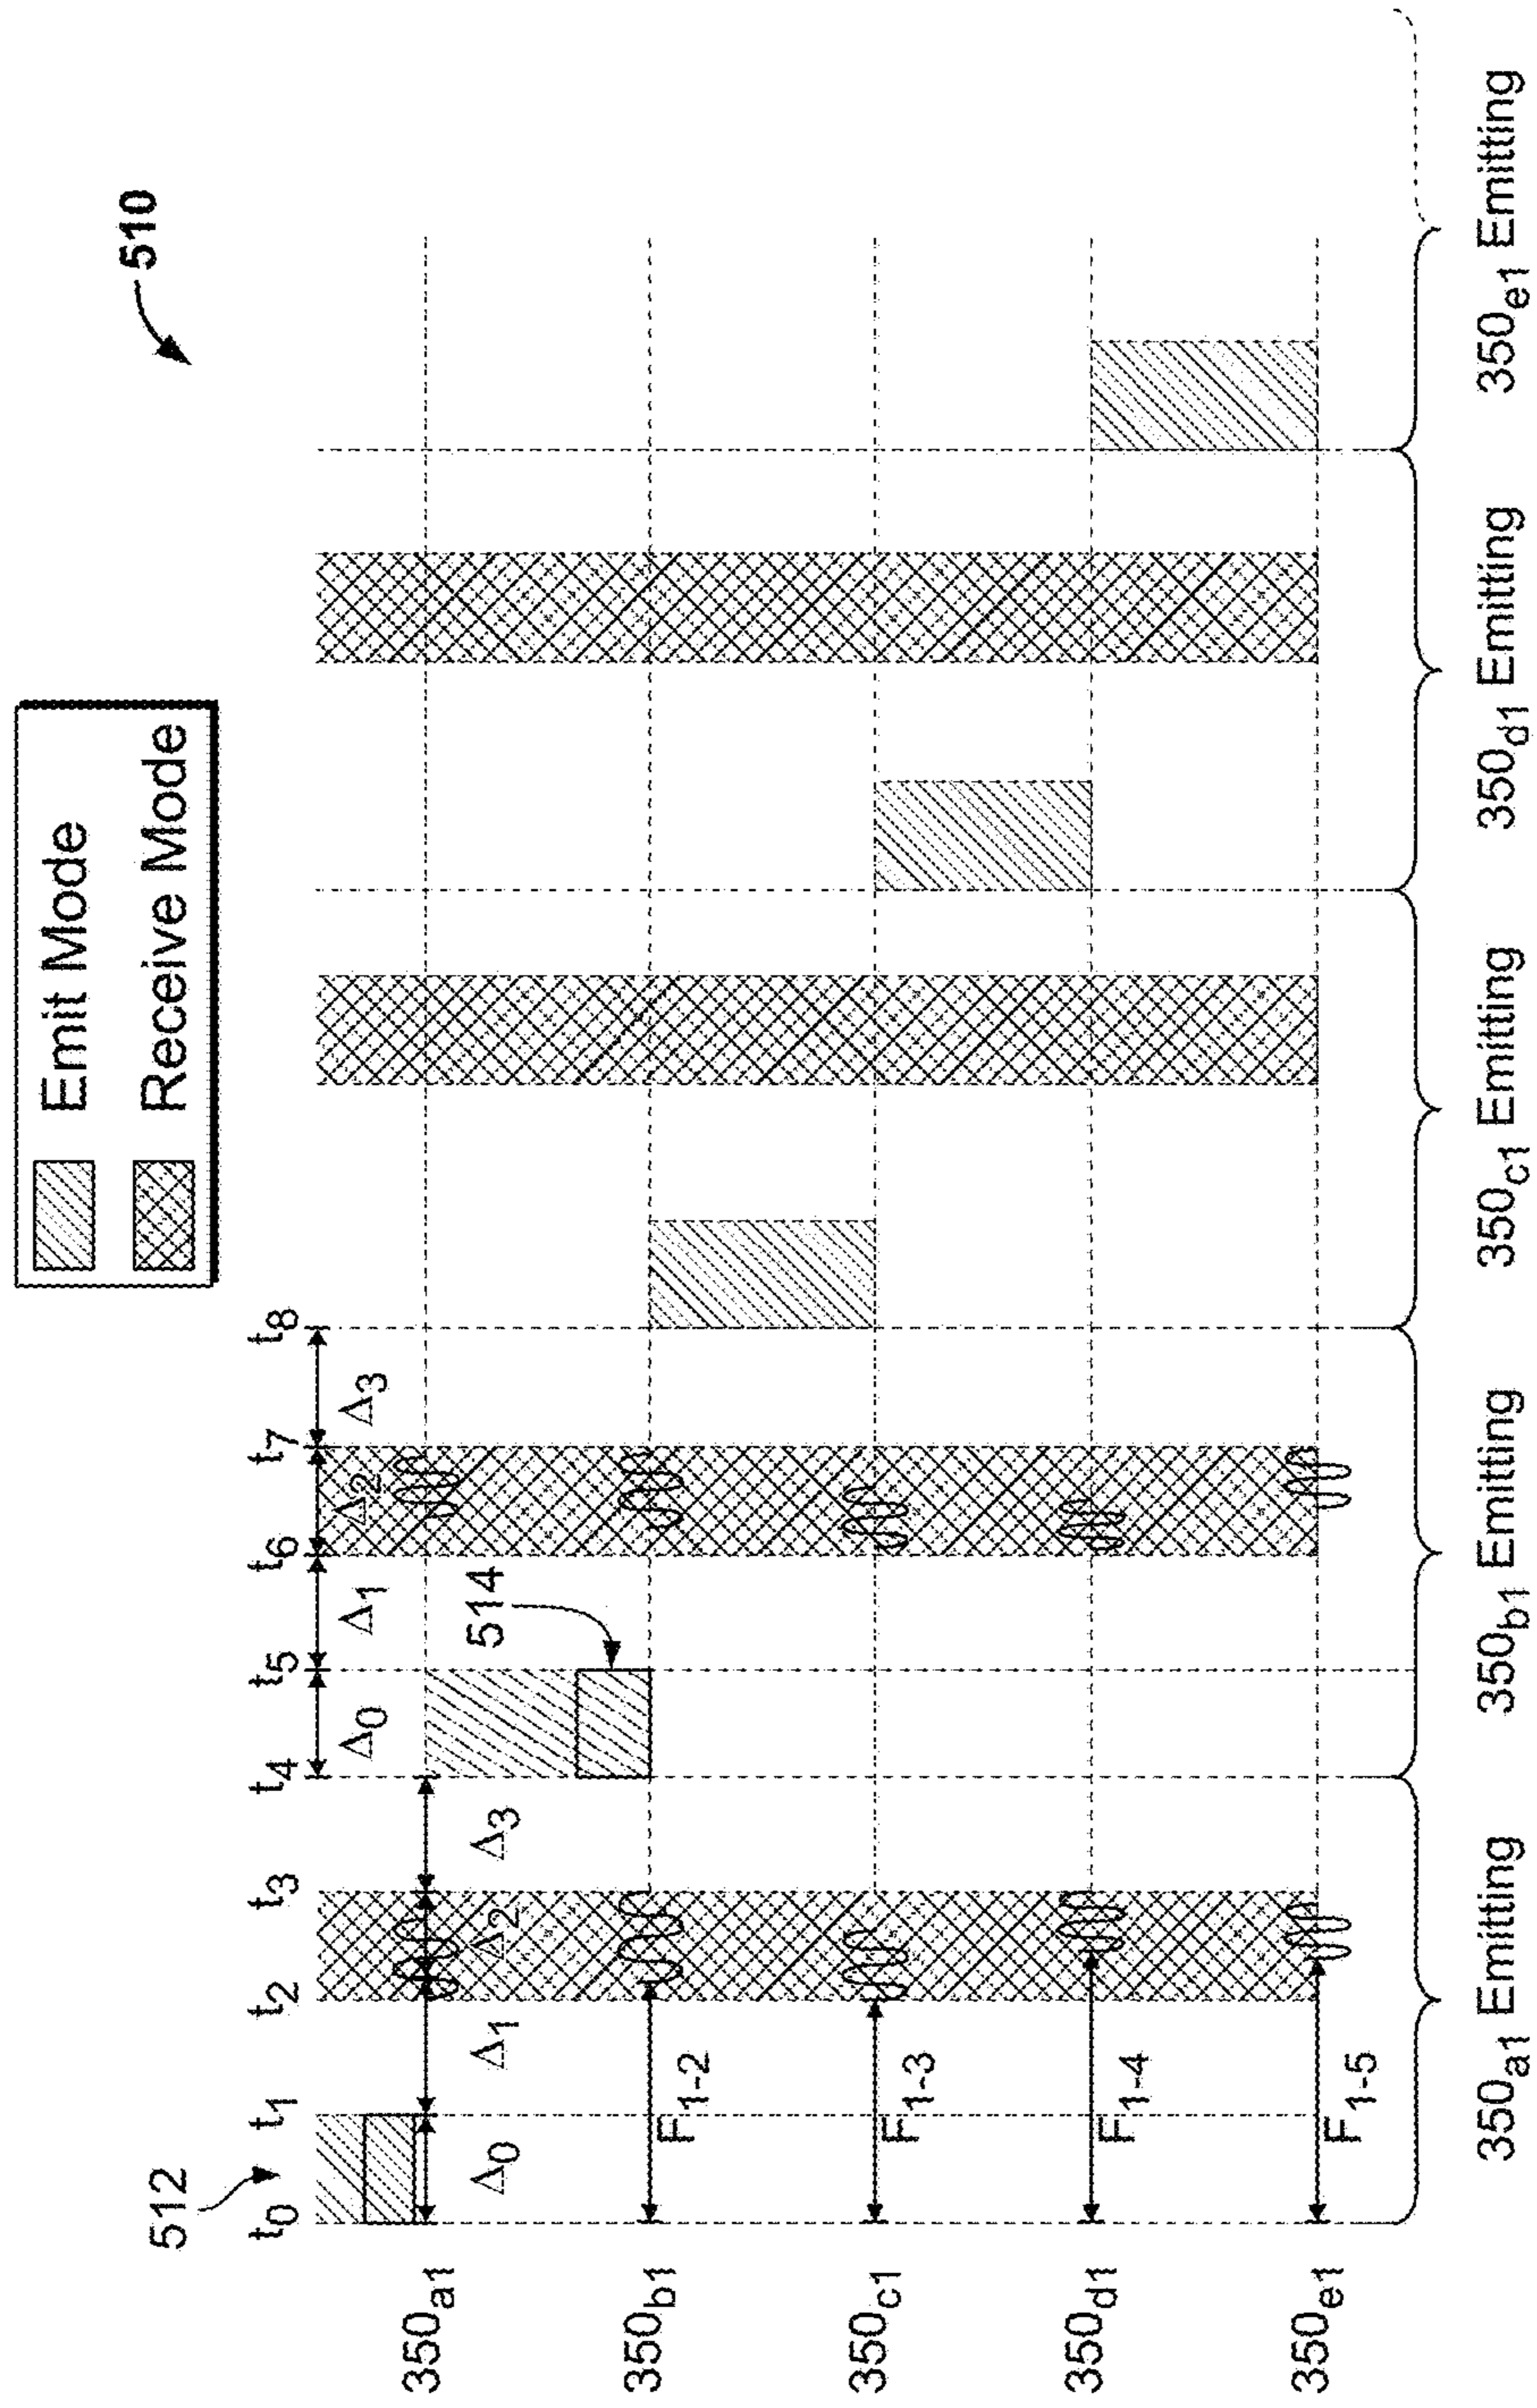 510
Emit Mode
Receive Mode
512
t0 t1 t2 t3 t4 t5 t6 t7 t8
Δ0 Δ1 Δ2 Δ3
Δ0 Δ1 Δ2 Δ3
514
350a1
350b1
F1-2
350c1
F1-3
350d1
F1-4
350e1
F1-5
350a1 Emitting
350b1 Emitting
350c1 Emitting
350d1 Emitting
350e1 Emitting